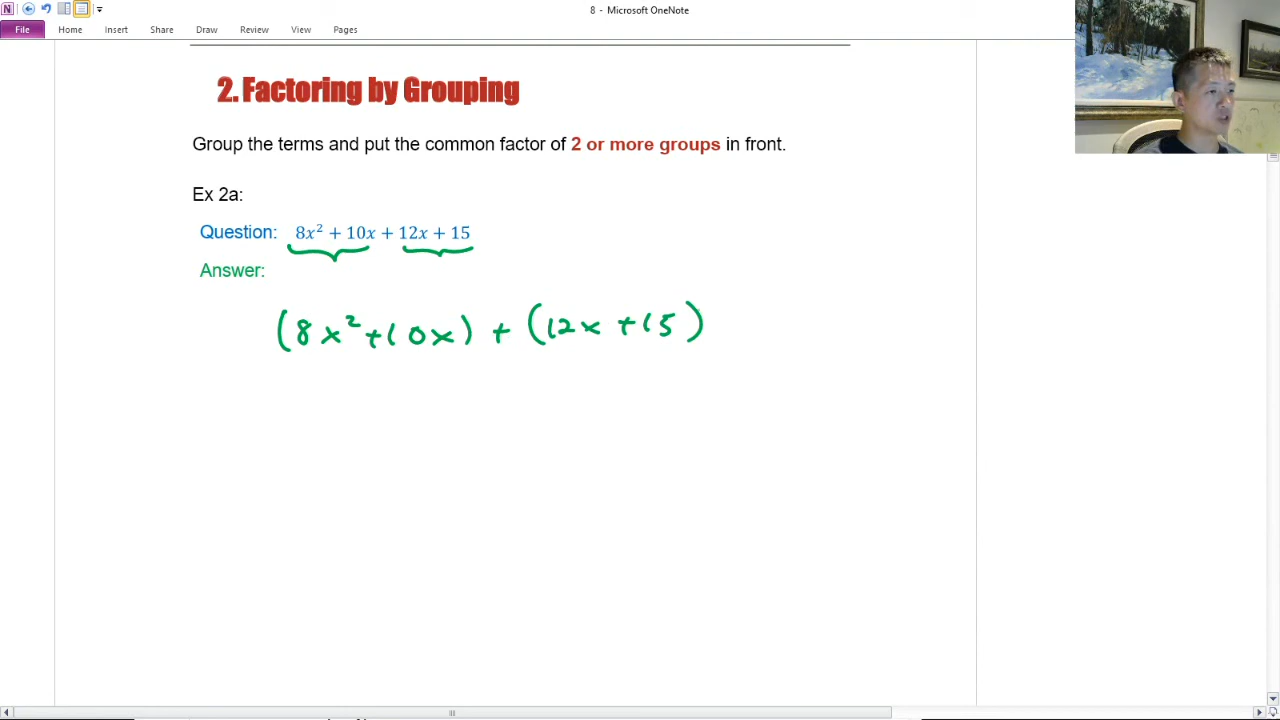 8 - Microsoft OneNote
File Home Insert Share Draw Review View Pages
2. Factoring by Grouping
Group the terms and put the common factor of 2 or more groups in front.
Ex 2a:
Question: 8x² + 10x + 12x + 15
Answer:
(8x²+10x) + (12x +15)